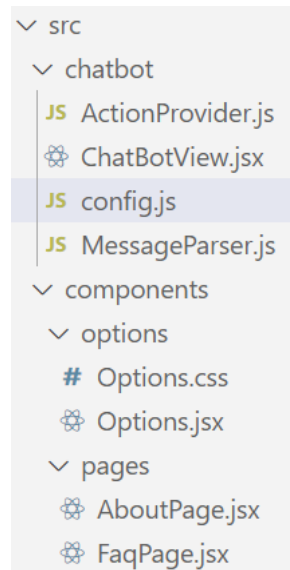 src
chatbot
JS ActionProvider.js
ChatBotView.jsx
JS config.js
JS MessageParser.js
components
options
# Options.css
Options.jsx
pages
AboutPage.jsx
FaqPage.jsx